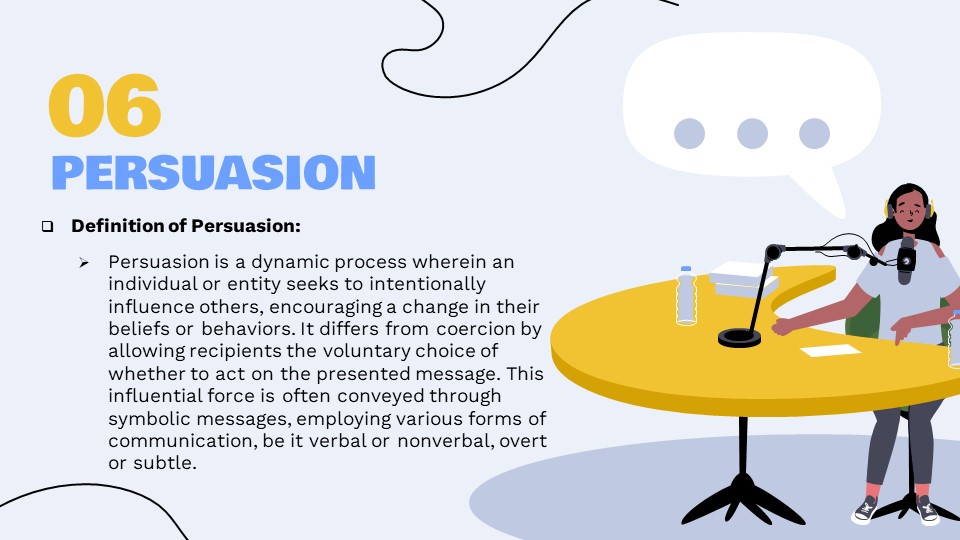 06
PERSUASION
Definition of Persuasion:
Persuasion is a dynamic process wherein an
individual or entity seeks to intentionally
influence others, encouraging a change in their
beliefs or behaviors. It differs from coercion by
allowing recipients the voluntary choice of
whether to act on the presented message. This
influential force is often conveyed through
symbolic messages, employing various forms of
communication, be it verbal or nonverbal, overt
or subtle.